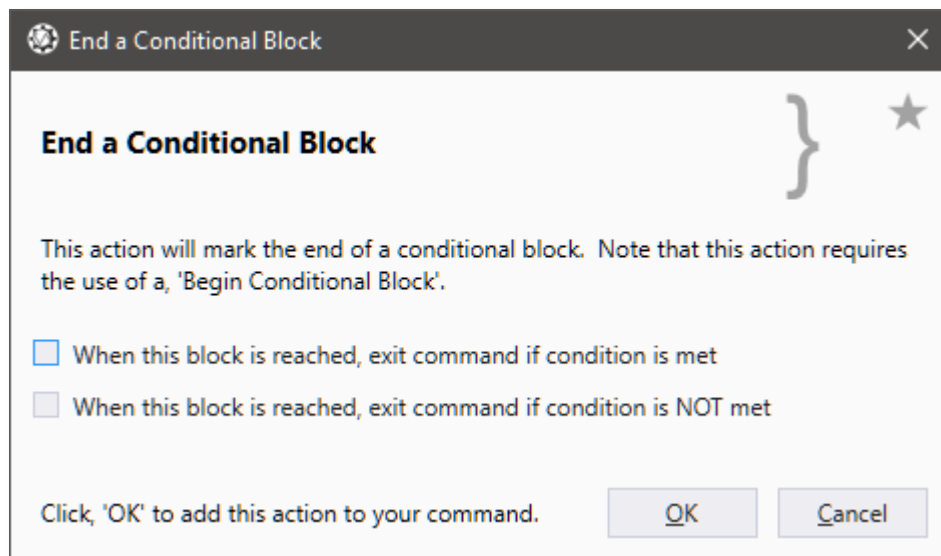 End a Conditional Block
End a Conditional Block
}
This action will mark the end of a conditional block.  Note that this action requires
the use of a, 'Begin Conditional Block'.
When this block is reached, exit command if condition is met
When this block is reached, exit command if condition is NOT met
Click, 'OK' to add this action to your command.
OK
Cancel